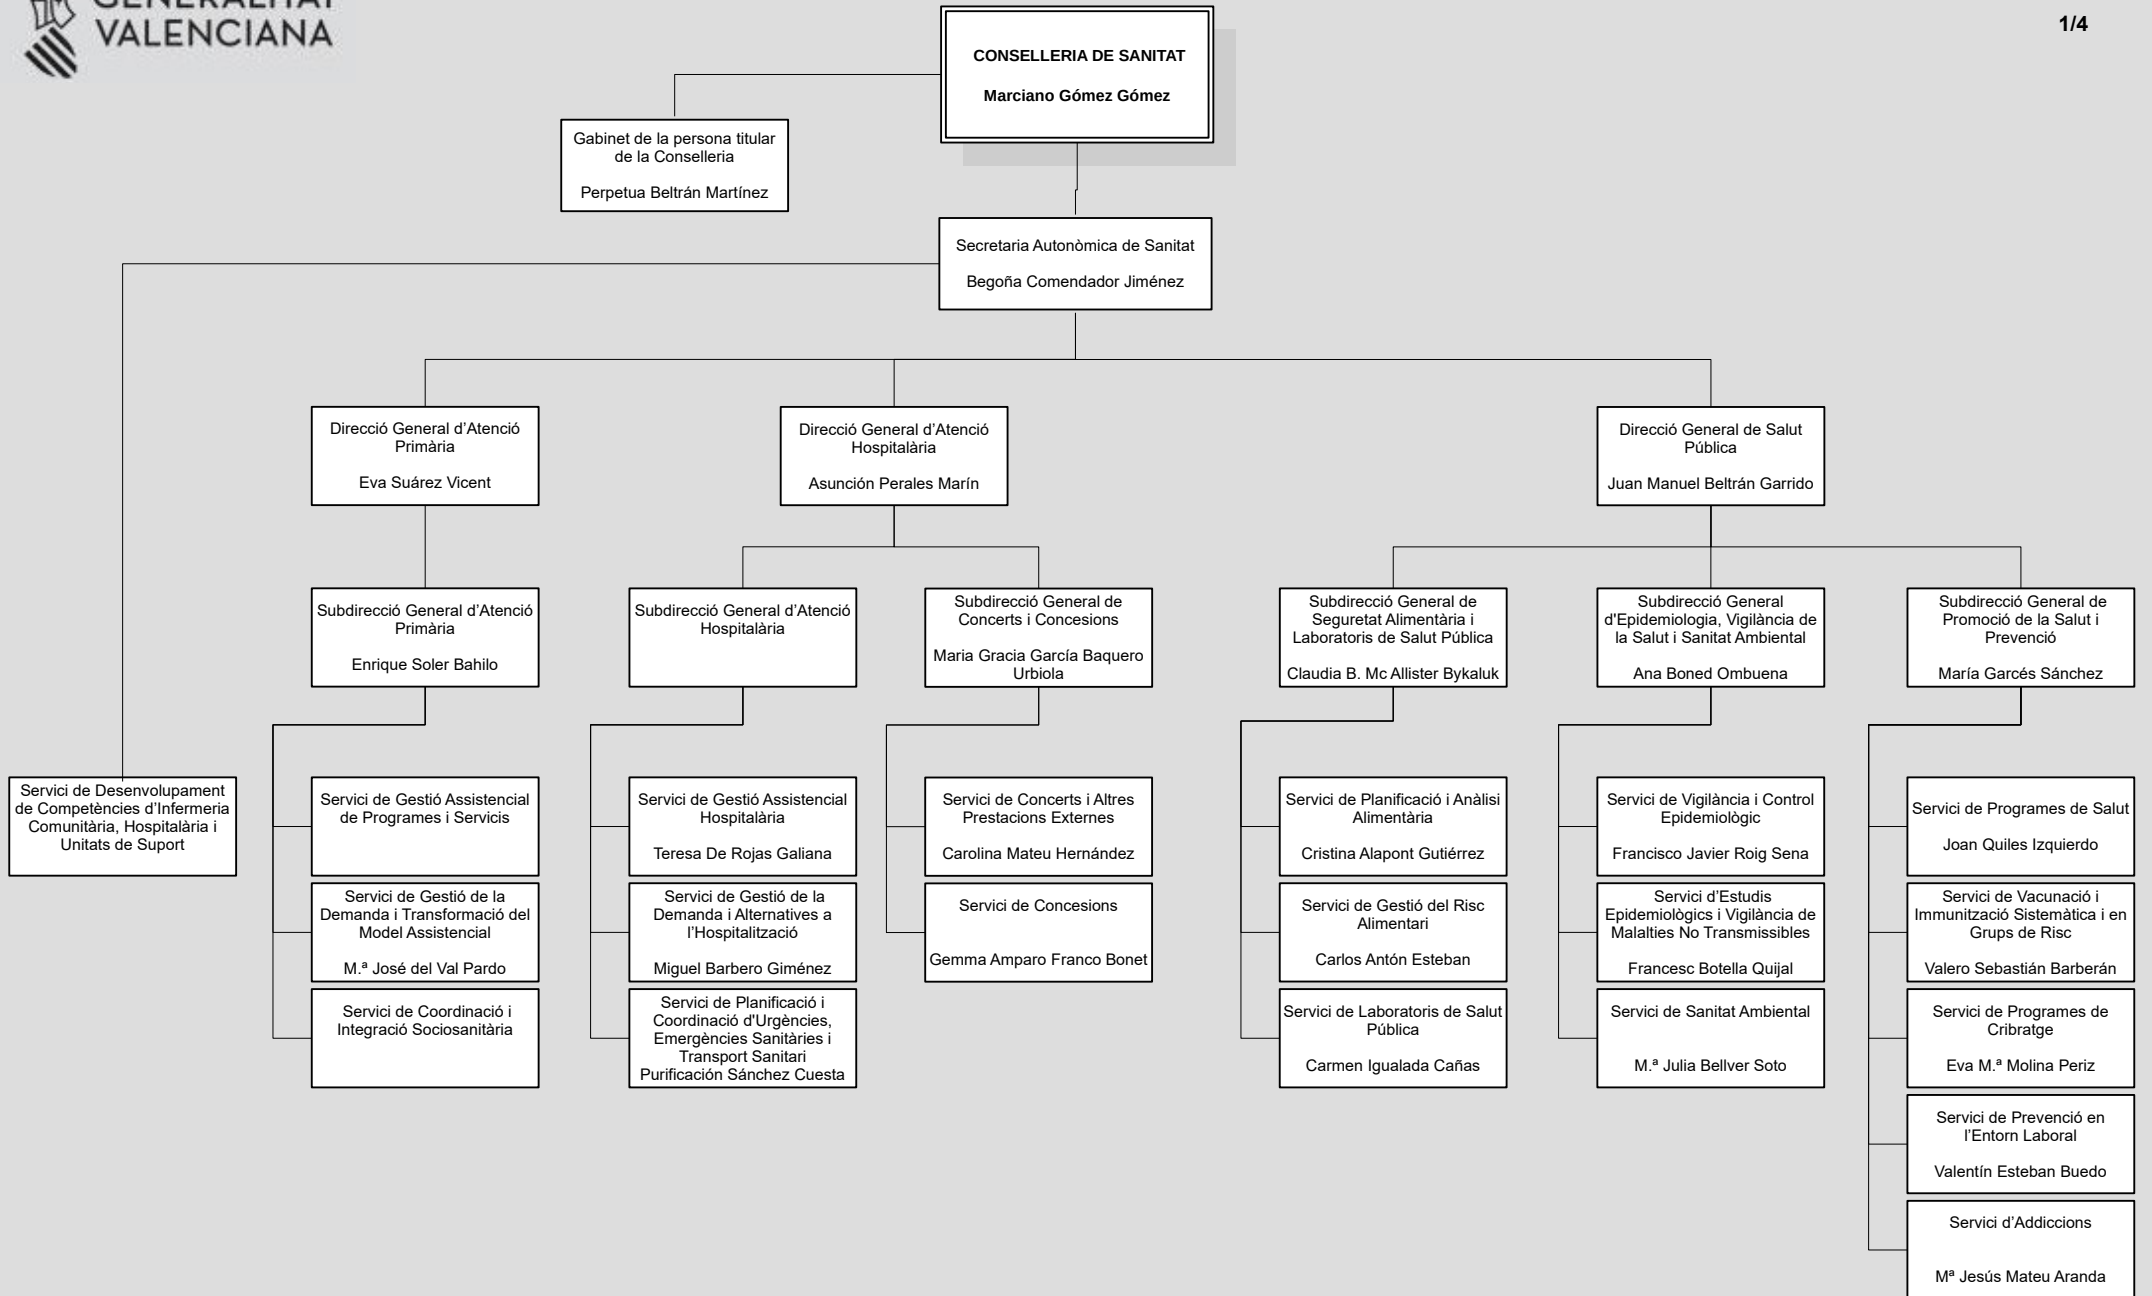 GENERALITAT
VALENCIANA
1/4
CONSELLERIA DE SANITAT
Marciano Gómez Gómez
Gabinet de la persona titular
de la Conselleria
Perpetua Beltrán Martínez
Secretaria Autonòmica de Sanitat
Begoña Comendador Jiménez
Direcció General d’Atenció
Primària
Eva Suárez Vicent
Direcció General d’Atenció
Hospitalària
Asunción Perales Marín
Direcció General de Salut
Pública
Juan Manuel Beltrán Garrido
Subdirecció General d’Atenció
Primària
Enrique Soler Bahilo
Subdirecció General d’Atenció
Hospitalària
Subdirecció General de
Concerts i Concesions
Maria Gracia García Baquero
Urbiola
Subdirecció General de
Seguretat Alimentària i
Laboratoris de Salut Pública
Claudia B. Mc Allister Bykaluk
Subdirecció General
d'Epidemiologia, Vigilància de
la Salut i Sanitat Ambiental
Ana Boned Ombuena
Subdirecció General de
Promoció de la Salut i
Prevenció
María Garcés Sánchez
Servici de Desenvolupament
de Competències d’Infermeria
Comunitària, Hospitalària i
Unitats de Suport
Servici de Gestió Assistencial
de Programes i Servicis
Servici de Gestió de la
Demanda i Transformació del
Model Assistencial
M.ª José del Val Pardo
Servici de Coordinació i
Integració Sociosanitària
Servici de Gestió Assistencial
Hospitalària
Teresa De Rojas Galiana
Servici de Gestió de la
Demanda i Alternatives a
l’Hospitalització
Miguel Barbero Giménez
Servici de Planificació i
Coordinació d'Urgències,
Emergències Sanitàries i
Transport Sanitari
Purificación Sánchez Cuesta
Servici de Concerts i Altres
Prestacions Externes
Carolina Mateu Hernández
Servici de Concesions
Gemma Amparo Franco Bonet
Servici de Planificació i Anàlisi
Alimentària
Cristina Alapont Gutiérrez
Servici de Gestió del Risc
Alimentari
Carlos Antón Esteban
Servici de Laboratoris de Salut
Pública
Carmen Igualada Cañas
Servici de Vigilància i Control
Epidemiològic
Francisco Javier Roig Sena
Servici d’Estudis
Epidemiològics i Vigilància de
Malalties No Transmissibles
Francesc Botella Quijal
Servici de Sanitat Ambiental
M.ª Julia Bellver Soto
Servici de Programes de Salut
Joan Quiles Izquierdo
Servici de Vacunació i
Immunització Sistemàtica i en
Grups de Risc
Valero Sebastián Barberán
Servici de Programes de
Cribratge
Eva M.ª Molina Periz
Servici de Prevenció en
l’Entorn Laboral
Valentín Esteban Buedo
Servici d’Addiccions
Mª Jesús Mateu Aranda